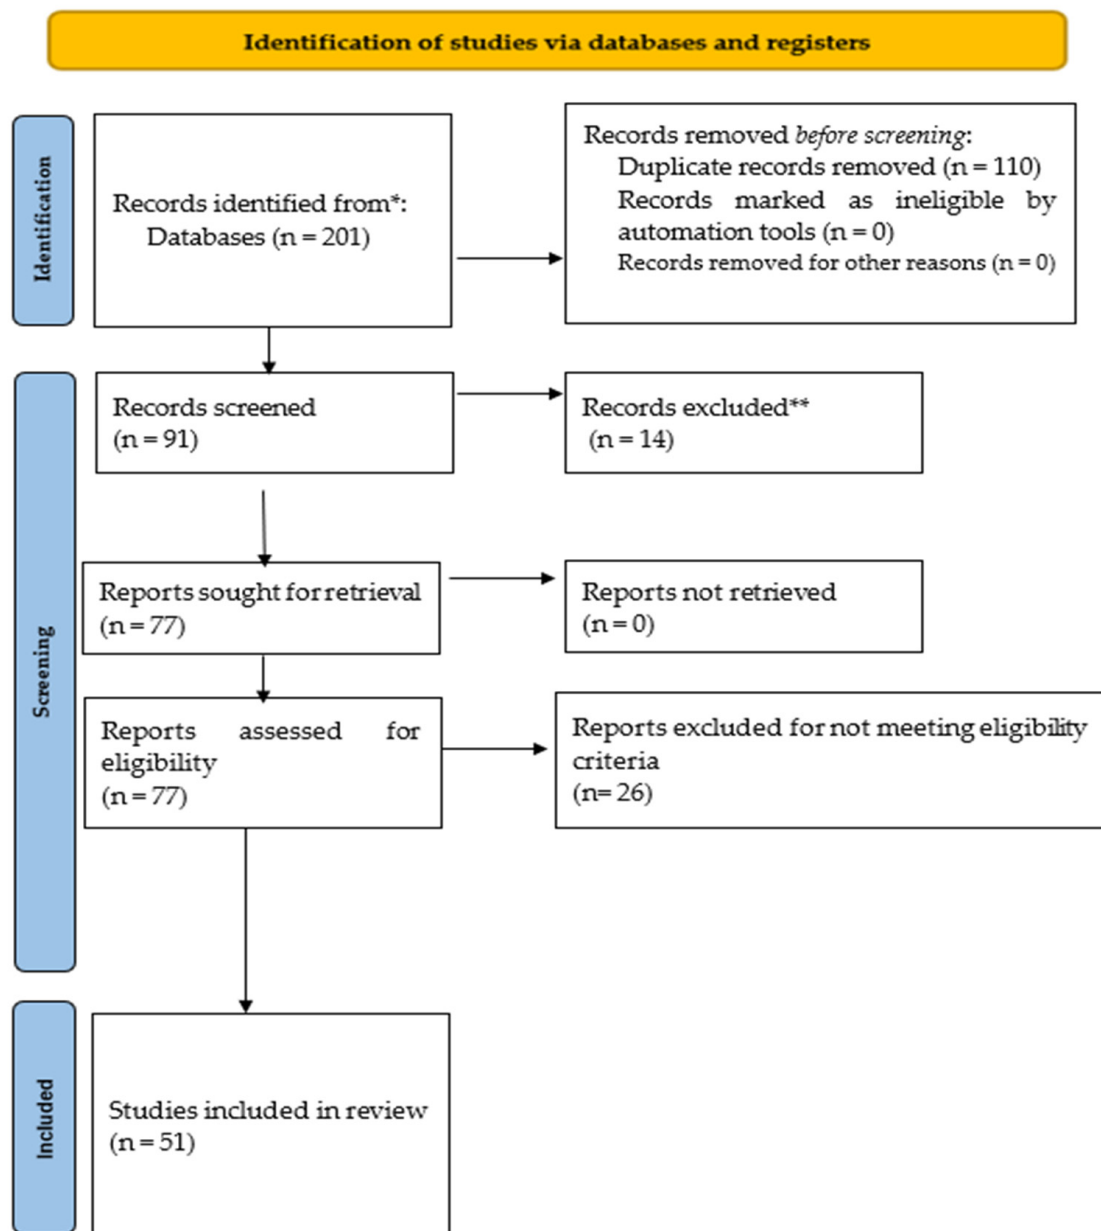 Identification of studies via databases and registers
Identification
Records identified from*:
Databases (n = 201)
Records removed before screening:
Duplicate records removed (n = 110)
Records marked as ineligible by
automation tools (n = 0)
Records removed for other reasons (n = 0)
Screening
Records screened
(n = 91)
Records excluded**
(n = 14)
Reports sought for retrieval
(n = 77)
Reports not retrieved
(n = 0)
Reports assessed for
eligibility
(n = 77)
Reports excluded for not meeting eligibility
criteria
(n= 26)
Included
Studies included in review
(n = 51)